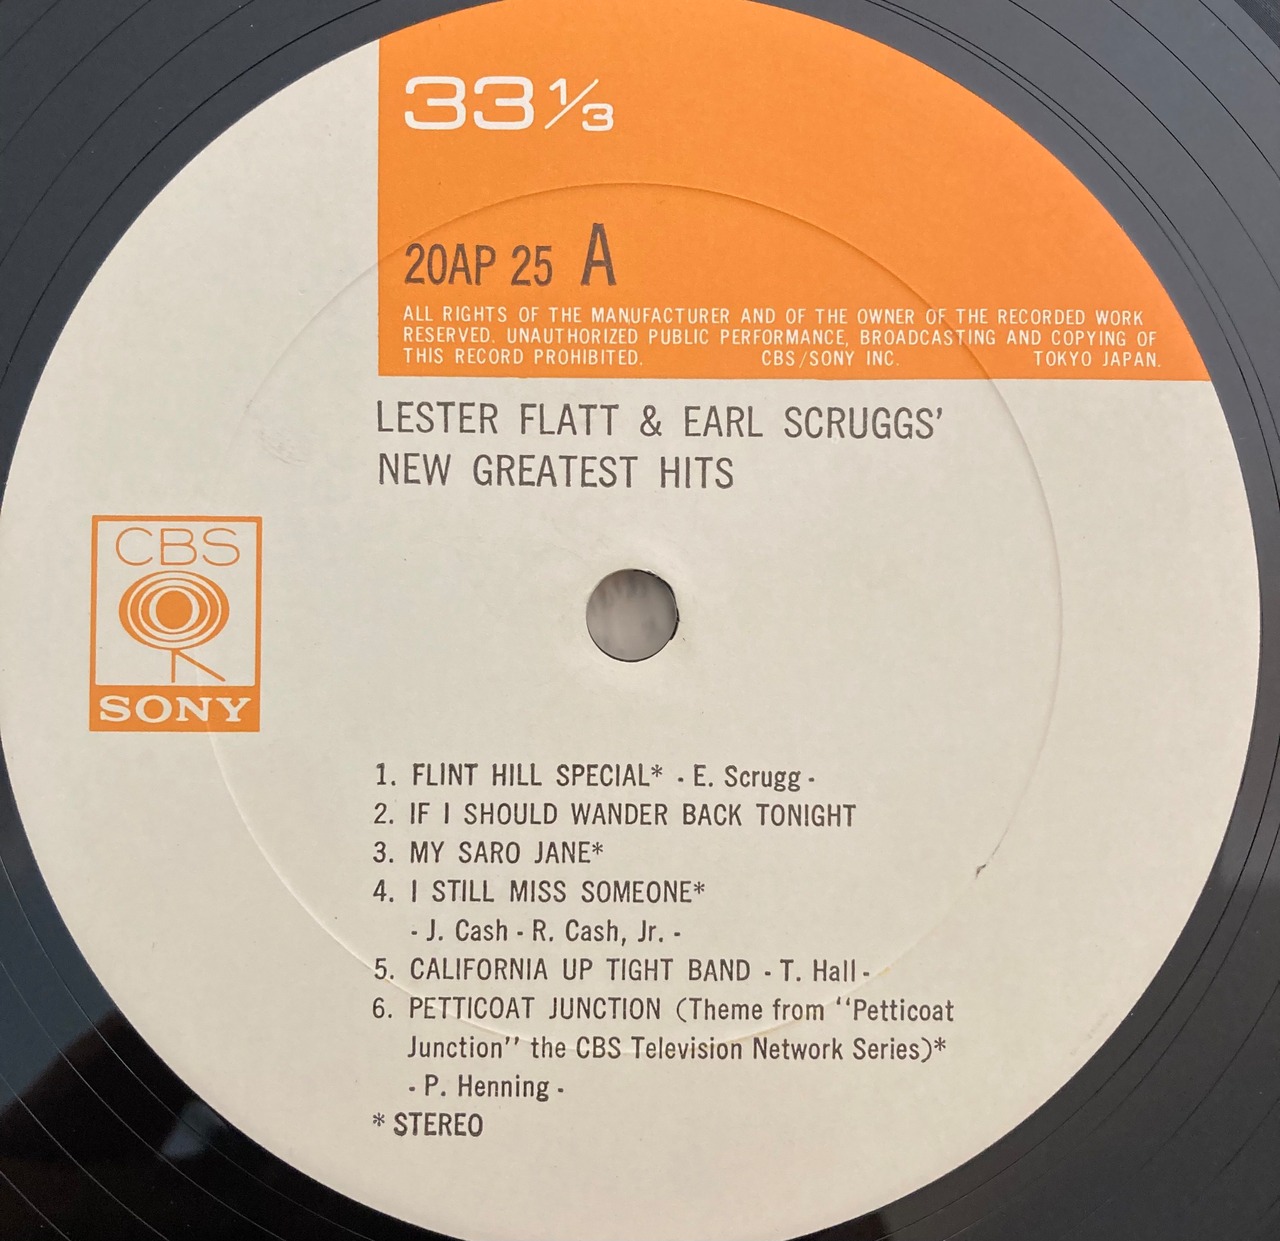 33 1/3
20AP 25 A
ALL RIGHTS OF THE MANUFACTURER AND OF THE OWNER OF THE RECORDED WORK
RESERVED. UNAUTHORIZED PUBLIC PERFORMANCE, BROADCASTING AND COPYING OF
THIS RECORD PROHIBITED. CBS/SONY INC. TOKYO JAPAN.
LESTER FLATT & EARL SCRUGGS'
NEW GREATEST HITS
CBS
SONY
1. FLINT HILL SPECIAL* - E. Scrugg -
2. IF I SHOULD WANDER BACK TONIGHT
3. MY SARO JANE*
4. I STILL MISS SOMEONE*
- J. Cash - R. Cash, Jr. -
5. CALIFORNIA UP TIGHT BAND - T. Hall -
6. PETTICOAT JUNCTION (Theme from "Petticoat
Junction" the CBS Television Network Series)*
- P. Henning -
* STEREO